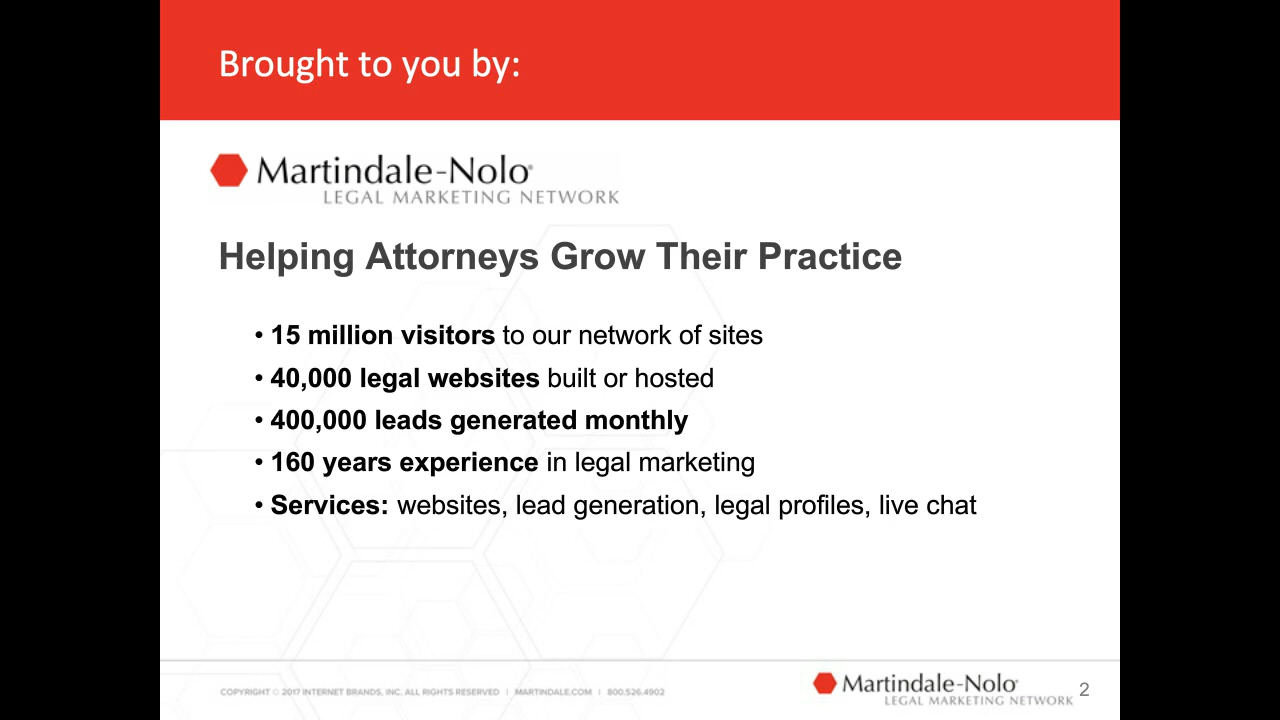 Brought to you by:
Martindale-Nolo®
LEGAL MARKETING NETWORK
Helping Attorneys Grow Their Practice
• 15 million visitors to our network of sites
• 40,000 legal websites built or hosted
• 400,000 leads generated monthly
• 160 years experience in legal marketing
• Services: websites, lead generation, legal profiles, live chat
COPYRIGHT © 2017 INTERNET BRANDS, INC. ALL RIGHTS RESERVED | MARTINDALE.COM | 800.526.4902
Martindale-Nolo®
LEGAL MARKETING NETWORK
2